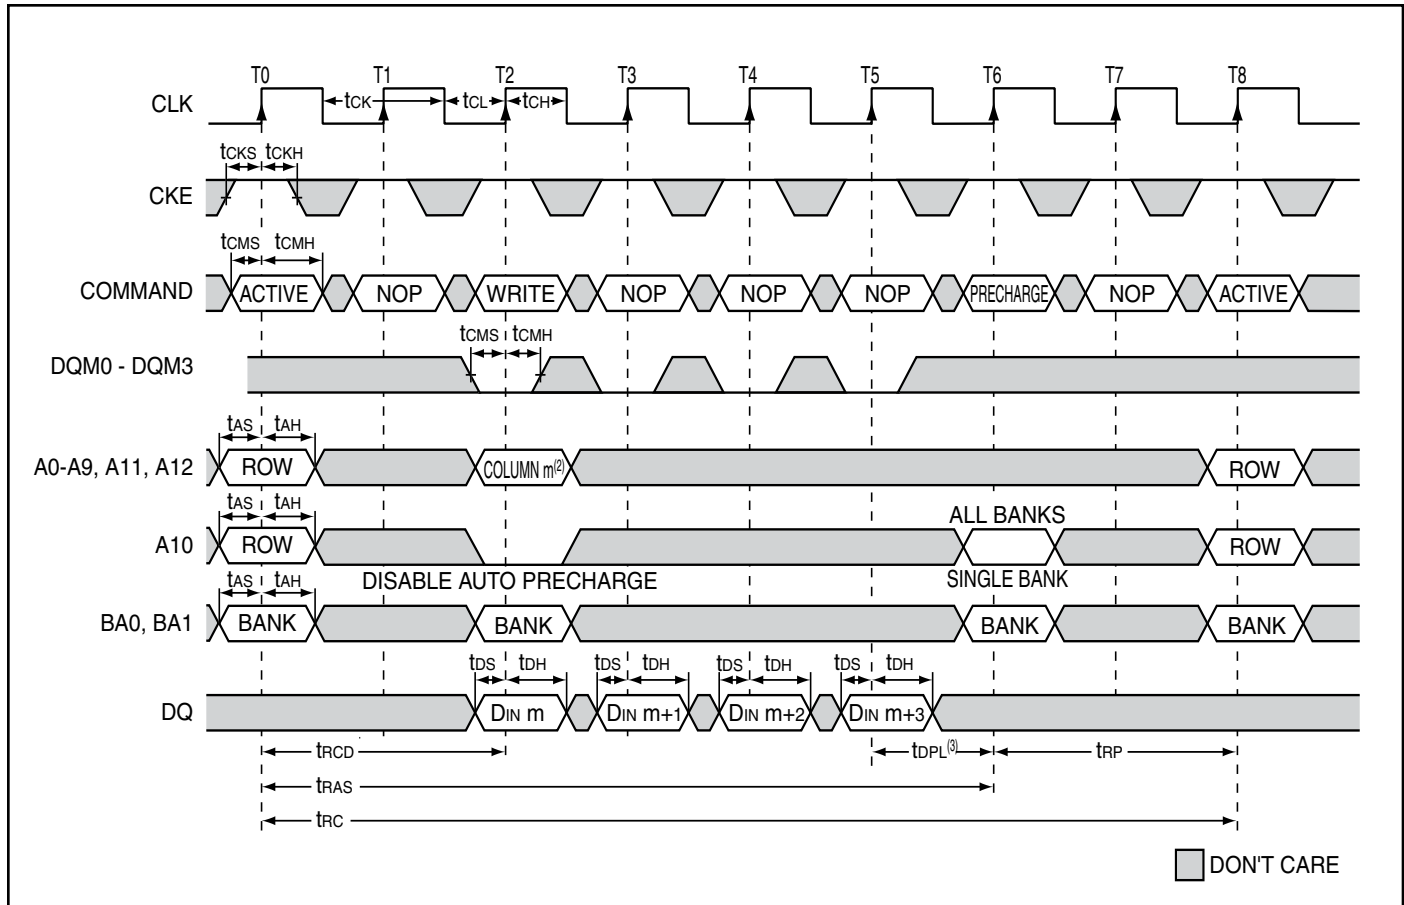 T0 T1 T2 T3 T4 T5 T6 T7 T8
CLK tCK tCL tCH
tCKS tCKH
CKE
tCMS tCMH
COMMAND ACTIVE NOP WRITE NOP NOP NOP PRECHARGE NOP ACTIVE
tCMS tCMH
DQM0 - DQM3
tAS tAH
A0-A9, A11, A12 ROW COLUMN m(2) ROW
tAS tAH ALL BANKS
A10 ROW ROW
DISABLE AUTO PRECHARGE SINGLE BANK
tAS tAH
BA0, BA1 BANK BANK BANK BANK
tDS tDH tDS tDH tDS tDH tDS tDH
DQ DIN m DIN m+1 DIN m+2 DIN m+3
tRCD tDPL(3) tRP
tRAS
tRC
DON'T CARE